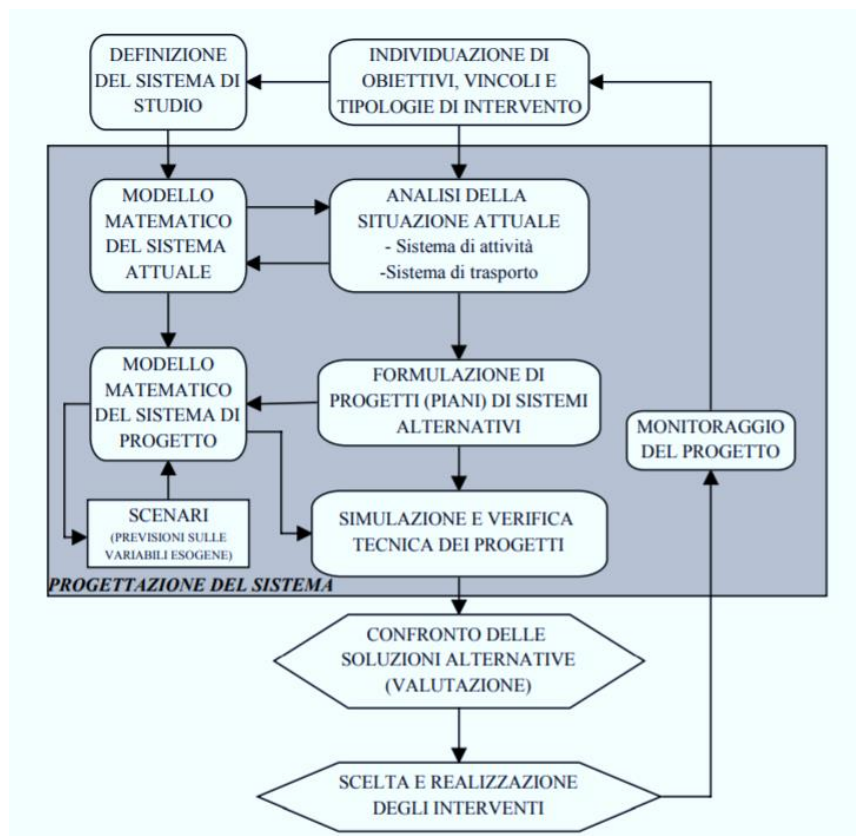 DEFINIZIONE
DEL SISTEMA DI
STUDIO
INDIVIDUAZIONE DI
OBIETTIVI, VINCOLI E
TIPOLOGIE DI INTERVENTO
MODELLO
MATEMATICO
DEL SISTEMA
ATTUALE
ANALISI DELLA
SITUAZIONE ATTUALE
- Sistema di attività
-Sistema di trasporto
MODELLO
MATEMATICO
DEL SISTEMA DI
PROGETTO
FORMULAZIONE DI
PROGETTI (PIANI) DI SISTEMI
ALTERNATIVI
MONITORAGGIO
DEL PROGETTO
SCENARI
(PREVISIONI SULLE
VARIABILI ESOGENE)
SIMULAZIONE E VERIFICA
TECNICA DEI PROGETTI
PROGETTAZIONE DEL SISTEMA
CONFRONTO DELLE
SOLUZIONI ALTERNATIVE
(VALUTAZIONE)
SCELTA E REALIZZAZIONE
DEGLI INTERVENTI